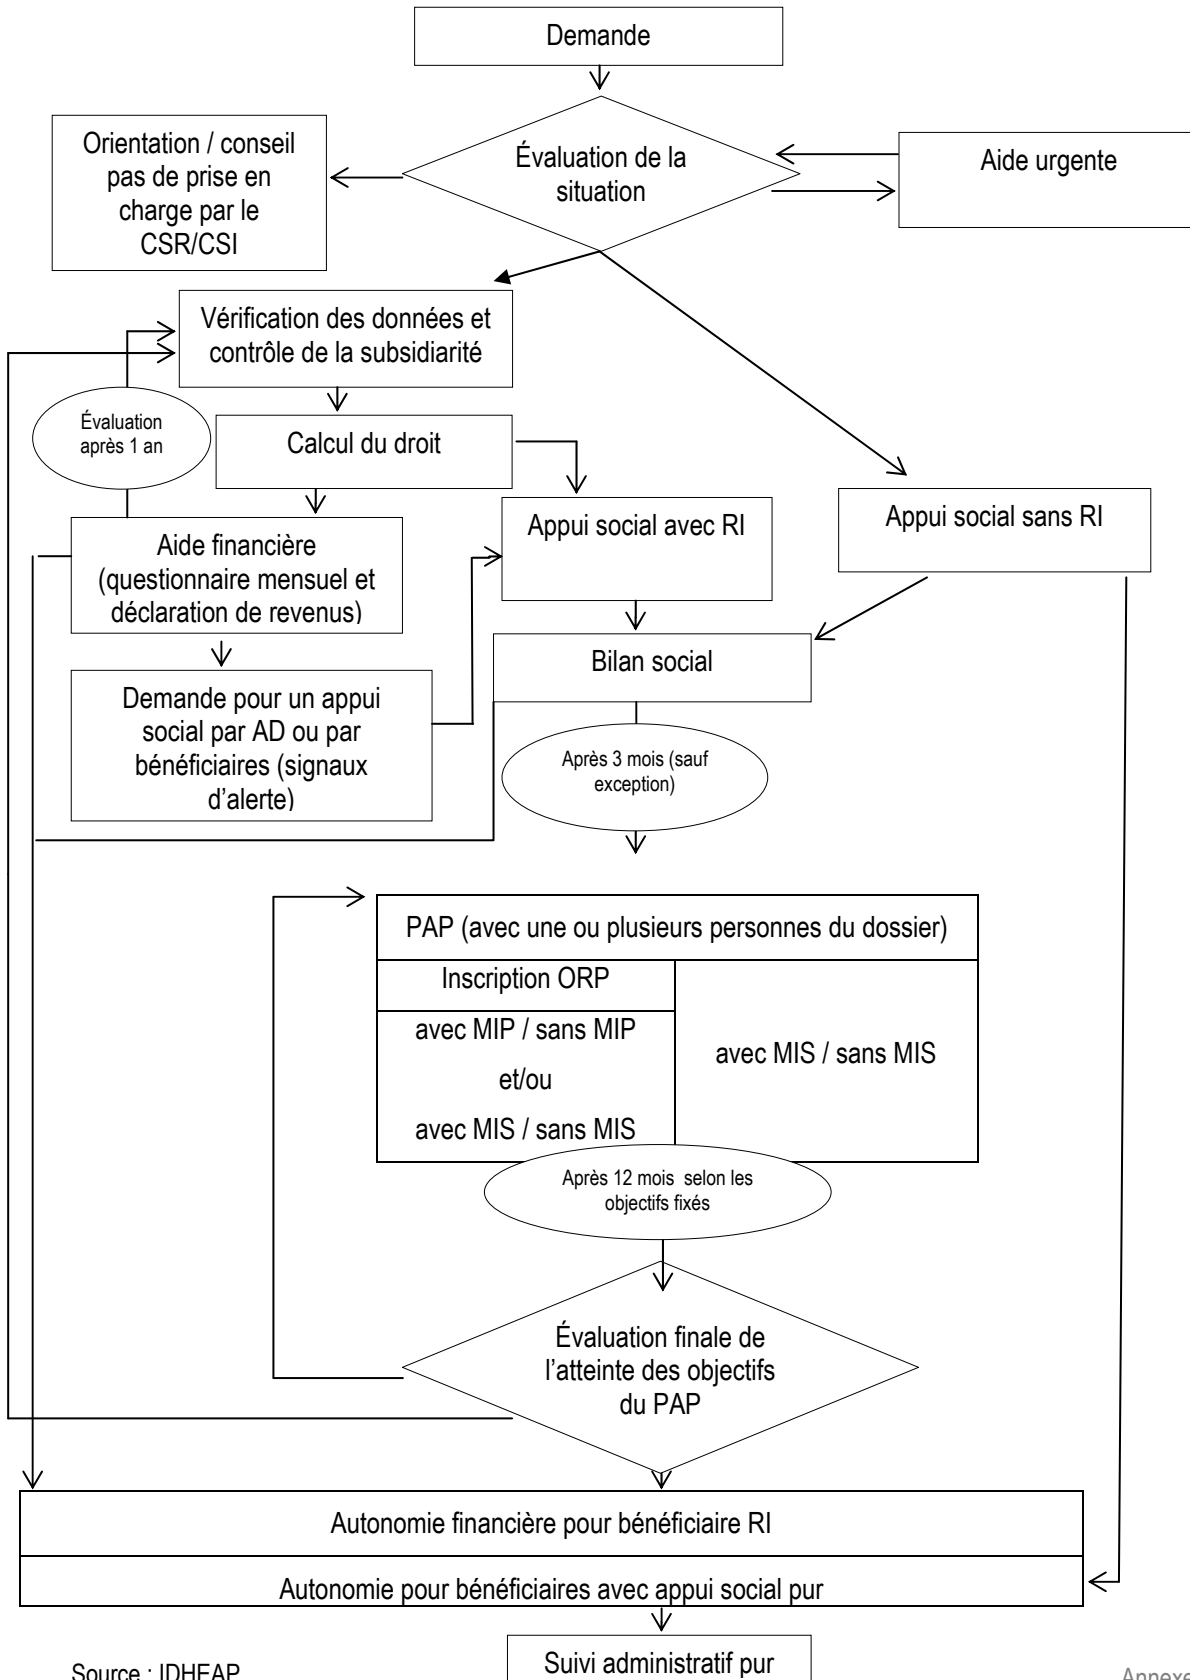 Demande
Orientation / conseil
pas de prise en
charge par le
CSR/CSI
Évaluation de la
situation
Aide urgente
Vérification des données et
contrôle de la subsidiarité
Évaluation
après 1 an
Calcul du droit
Aide financière
(questionnaire mensuel et
déclaration de revenus)
Appui social avec RI
Appui social sans RI
Demande pour un appui
social par AD ou par
bénéficiaires (signaux
d’alerte)
Bilan social
Après 3 mois (sauf
exception)
PAP (avec une ou plusieurs personnes du dossier)
Inscription ORP
avec MIP / sans MIP
et/ou
avec MIS / sans MIS
avec MIS / sans MIS
Après 12 mois selon les
objectifs fixés
Évaluation finale de
l’atteinte des objectifs
du PAP
Autonomie financière pour bénéficiaire RI
Autonomie pour bénéficiaires avec appui social pur
Suivi administratif pur
Source : IDHEAP
Annexe